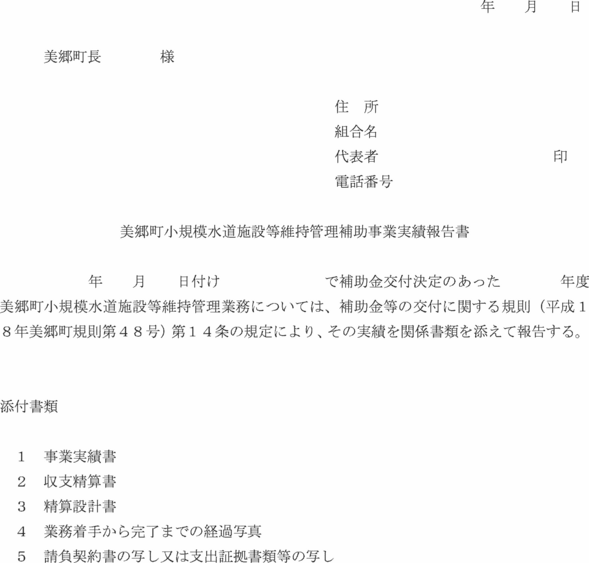 年　　月　　日
美郷町長　　　　様
住　所
組合名
代表者　　　　　　　　　　　　印
電話番号
美郷町小規模水道施設等維持管理補助事業実績報告書
年　　月　　日付け　　　　　　　で補助金交付決定のあった　　　　年度
美郷町小規模水道施設等維持管理業務については、補助金等の交付に関する規則（平成１
８年美郷町規則第４８号）第１４条の規定により、その実績を関係書類を添えて報告する。
添付書類
１　事業実績書
２　収支精算書
３　精算設計書
４　業務着手から完了までの経過写真
５　請負契約書の写し又は支出証拠書類等の写し